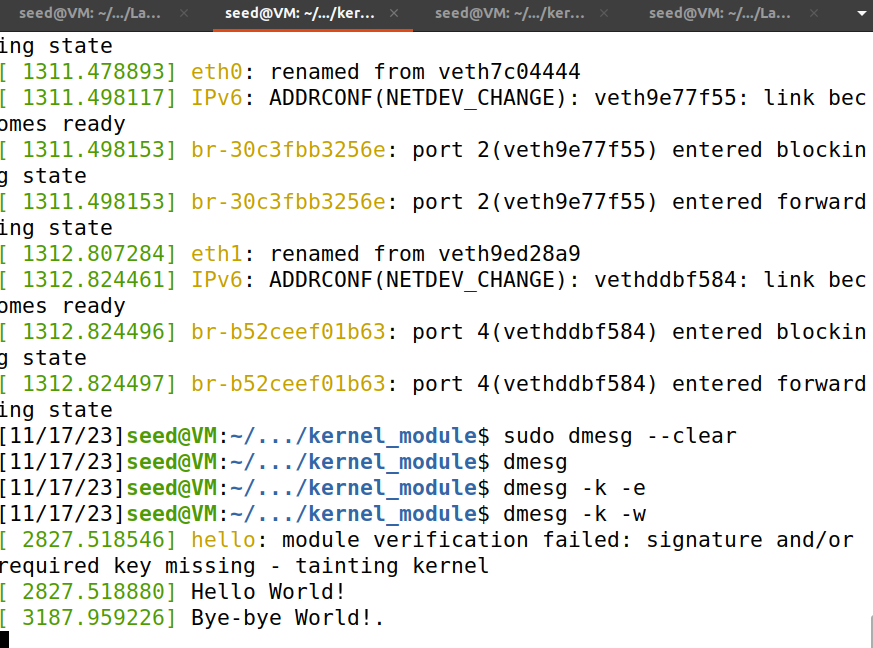 seed@VM: ~/.../La...
seed@VM: ~/.../ker...
seed@VM: ~/.../ker...
seed@VM: ~/.../La...
ing state
[ 1311.478893] eth0: renamed from veth7c04444
[ 1311.498117] IPv6: ADDRCONF(NETDEV_CHANGE): veth9e77f55: link bec
omes ready
[ 1311.498153] br-30c3fbb3256e: port 2(veth9e77f55) entered blockin
g state
[ 1311.498153] br-30c3fbb3256e: port 2(veth9e77f55) entered forward
ing state
[ 1312.807284] eth1: renamed from veth9ed28a9
[ 1312.824461] IPv6: ADDRCONF(NETDEV_CHANGE): vethddbf584: link bec
omes ready
[ 1312.824496] br-b52ceef01b63: port 4(vethddbf584) entered blockin
g state
[ 1312.824497] br-b52ceef01b63: port 4(vethddbf584) entered forward
ing state
[11/17/23]seed@VM:~/.../kernel_module$ sudo dmesg --clear
[11/17/23]seed@VM:~/.../kernel_module$ dmesg
[11/17/23]seed@VM:~/.../kernel_module$ dmesg -k -e
[11/17/23]seed@VM:~/.../kernel_module$ dmesg -k -w
[ 2827.518546] hello: module verification failed: signature and/or
required key missing - tainting kernel
[ 2827.518880] Hello World!
[ 3187.959226] Bye-bye World!.